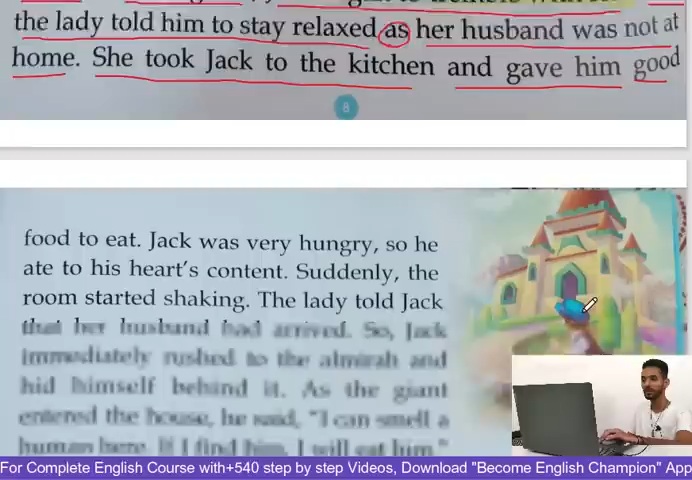 the lady told him to stay relaxed as her husband was not at
home. She took Jack to the kitchen and gave him good
8
food to eat. Jack was very hungry, so he
ate to his heart's content. Suddenly, the
room started shaking. The lady told Jack
that her husband had arrived. So, Jack
immediately rushed to the almirah and
hid himself behind it. As the giant
entered the house, he said, "I can smell a
human here. If I find him, I will eat him."
For Complete English Course with+540 step by step Videos, Download "Become English Champion" App